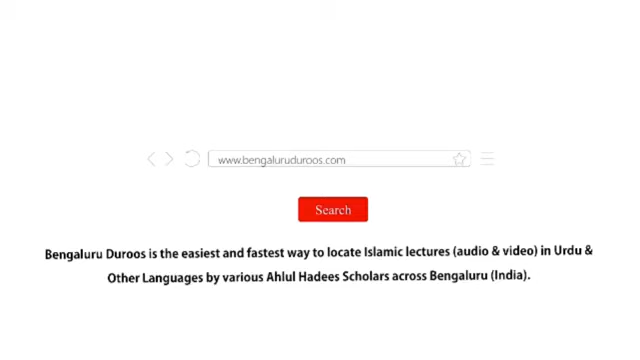 www.bengaluruduroos.com
Search
Bengaluru Duroos is the easiest and fastest way to locate Islamic lectures (audio & video) in Urdu &
Other Languages by various Ahlul Hadees Scholars across Bengaluru (India).